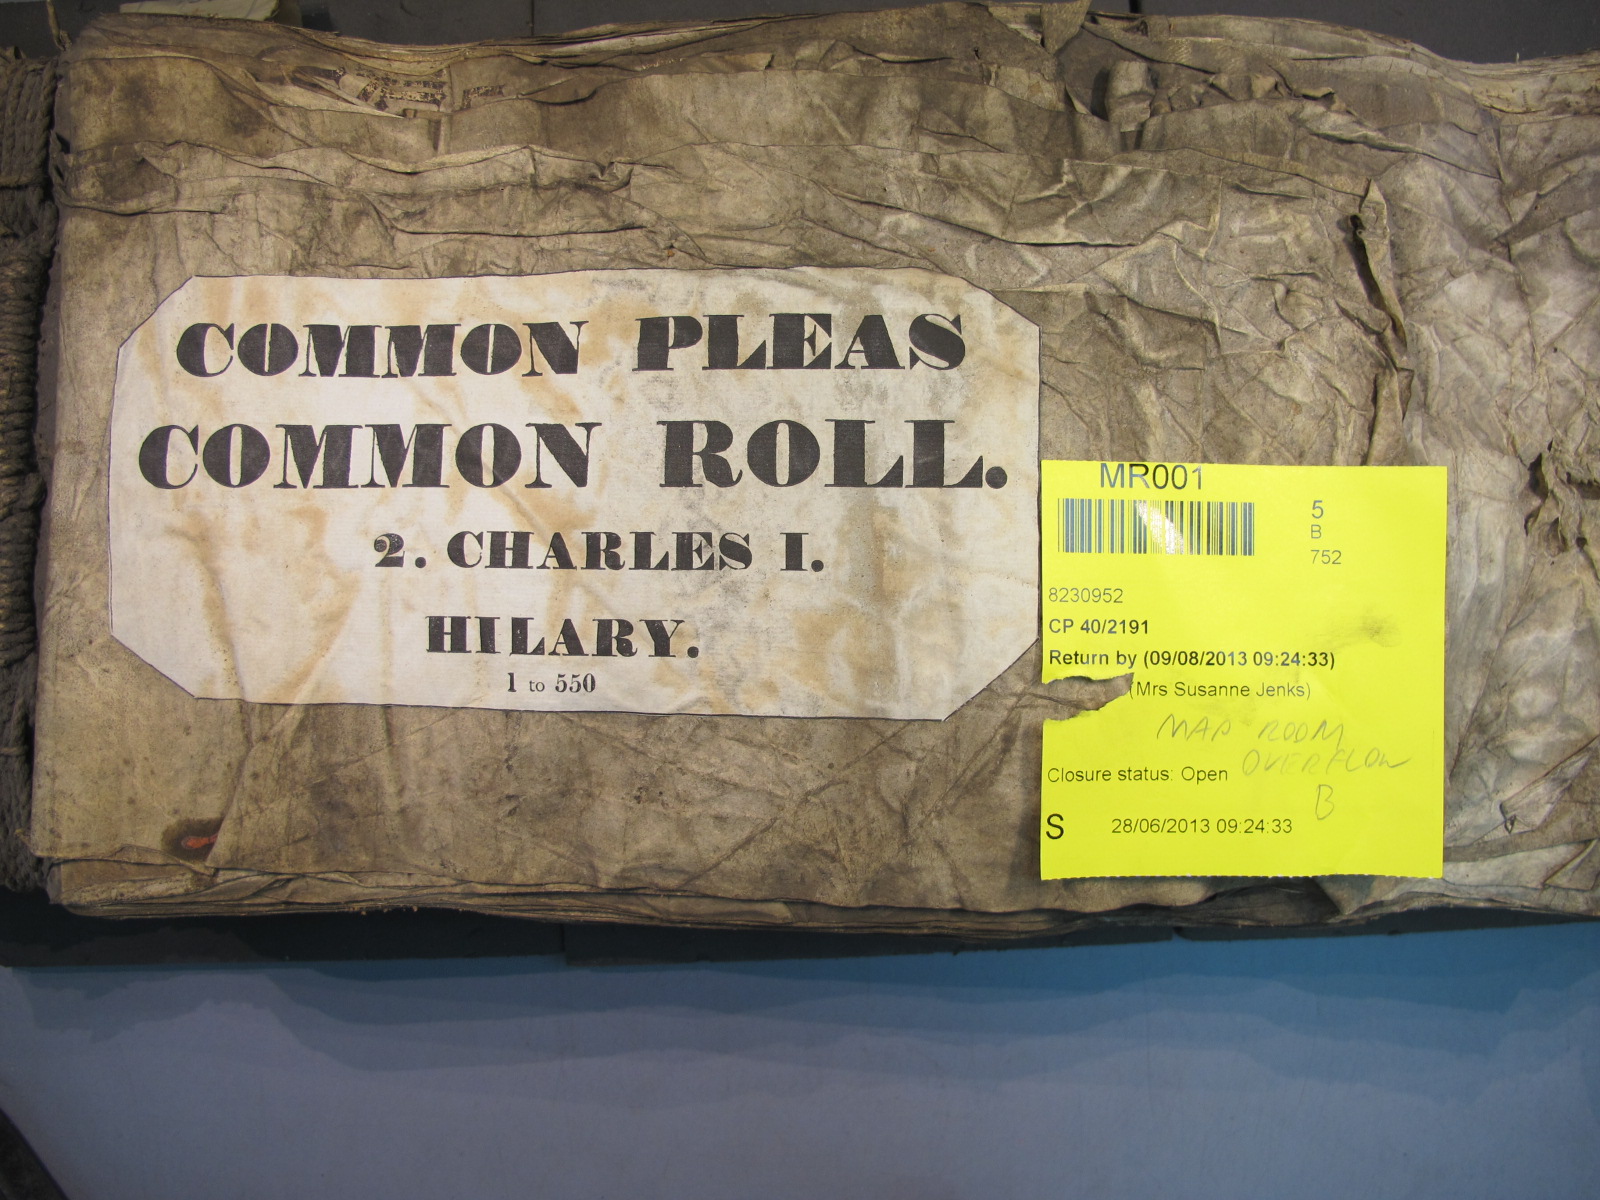 COMMON PLEAS
COMMON ROLL.
2. CHARLES I.
HILARY.
1 to 550
MR001
5
B
752
8230952
CP 40/2191
Return by (09/08/2013 09:24:33)
(Mrs Susanne Jenks)
MAP ROOM
OVERFLOW
B
Closure status: Open
S 28/06/2013 09:24:33